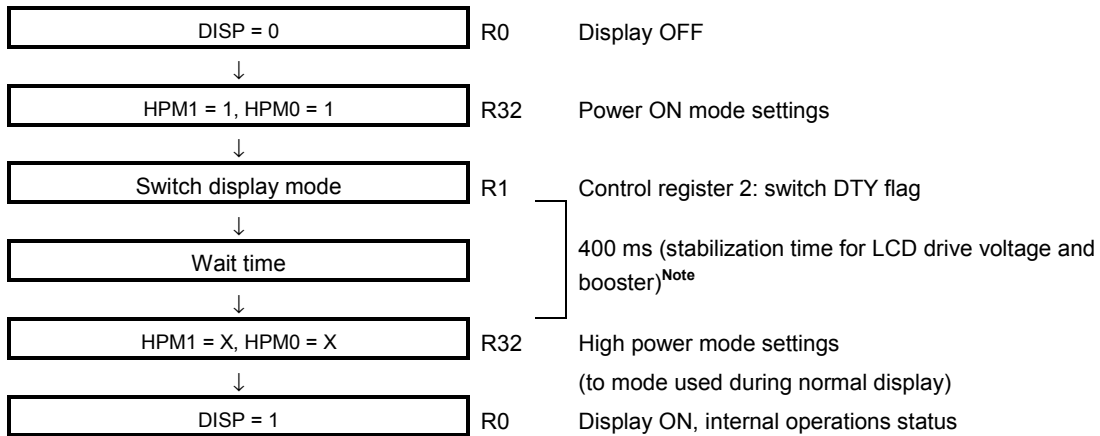 DISP = 0 R0 Display OFF
↓
HPM1 = 1, HPM0 = 1 R32 Power ON mode settings
↓
Switch display mode R1 Control register 2: switch DTY flag
↓
Wait time 400 ms (stabilization time for LCD drive voltage and
booster)Note
↓
HPM1 = X, HPM0 = X R32 High power mode settings
↓ (to mode used during normal display)
DISP = 1 R0 Display ON, internal operations status